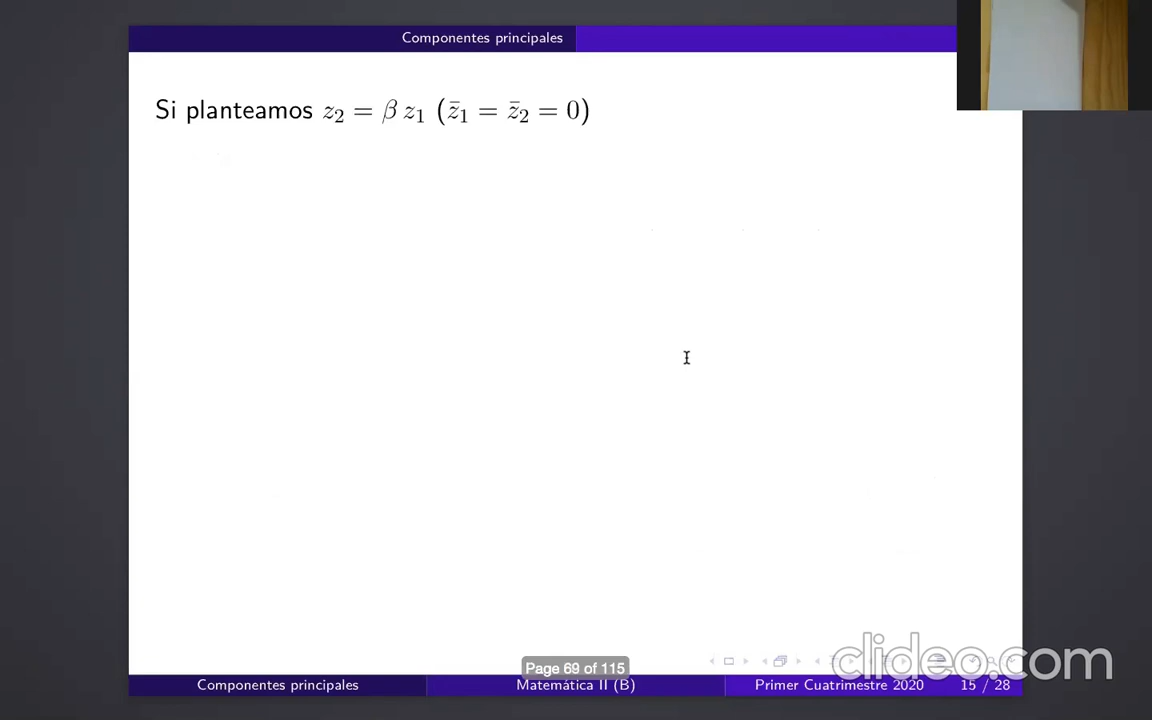 Componentes principales
Si planteamos z₂ = β z₁ (z̄₁ = z̄₂ = 0)
Page 69 of 115
clideo.com
Componentes principales Matemática II (B) Primer Cuatrimestre 2020 15 / 28